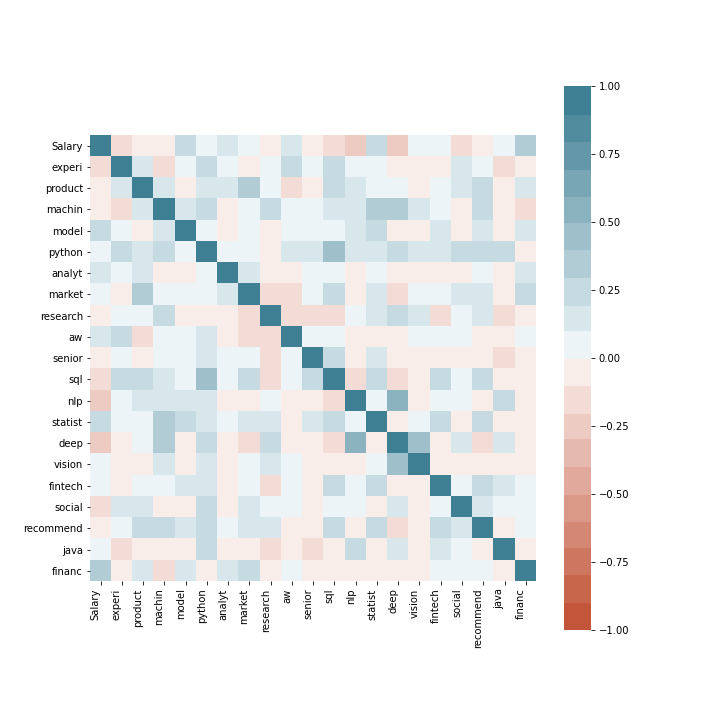 Salary
experi
product
machin
model
python
analyt
market
research
aw
senior
sql
nlp
statist
deep
vision
fintech
social
recommend
java
financ
Salary
experi
product
machin
model
python
analyt
market
research
aw
senior
sql
nlp
statist
deep
vision
fintech
social
recommend
java
financ
1.00
0.75
0.50
0.25
0.00
−0.25
−0.50
−0.75
−1.00